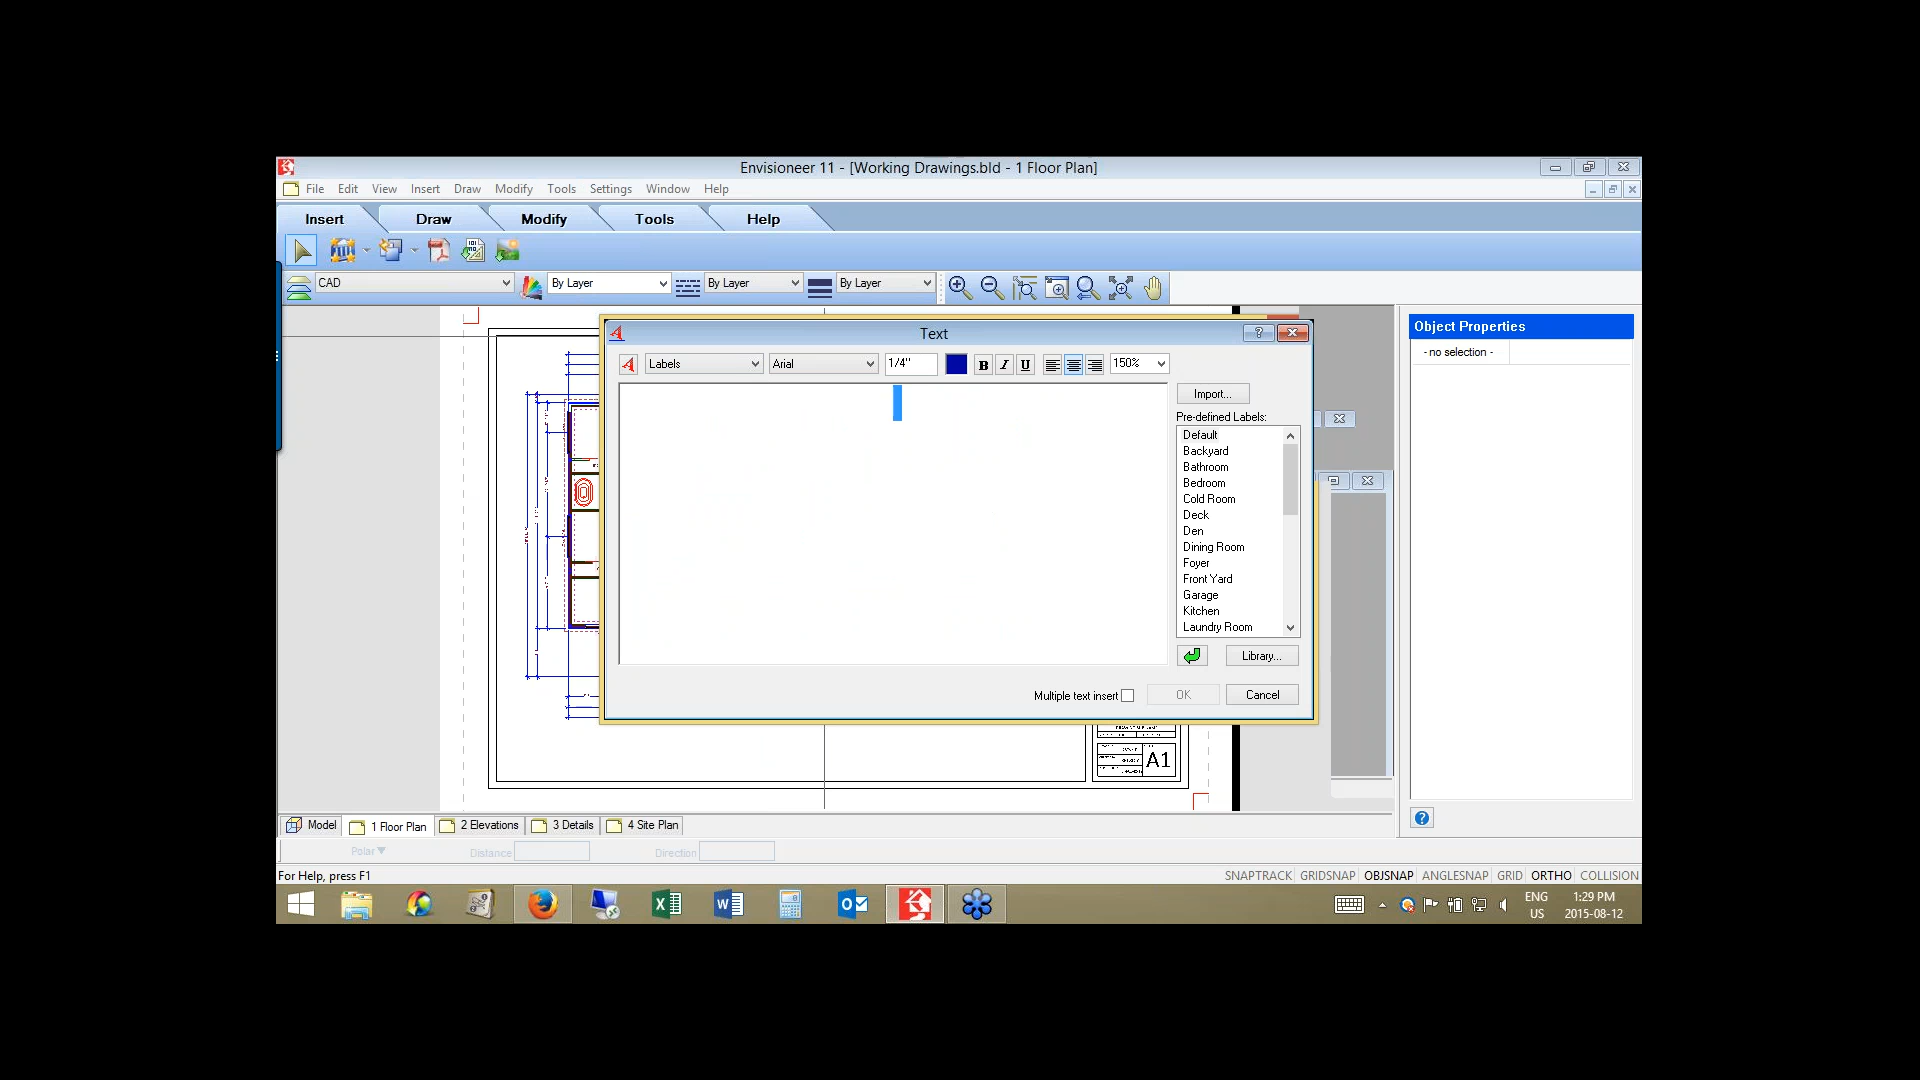 Envisioneer 11 - [Working Drawings.bld - 1 Floor Plan]
File Edit View Insert Draw Modify Tools Settings Window Help
Insert Draw Modify Tools Help
CAD By Layer By Layer By Layer
Object Properties
- no selection -
Text
Labels Arial 1/4" B I U 150%
Import...
Pre-defined Labels:
Default
Backyard
Bathroom
Bedroom
Cold Room
Deck
Den
Dining Room
Foyer
Front Yard
Garage
Kitchen
Laundry Room
Library...
Multiple text insert OK Cancel
A1
Model 1 Floor Plan 2 Elevations 3 Details 4 Site Plan
Polar Distance Direction
For Help, press F1 SNAPTRACK GRIDSNAP OBJSNAP ANGLESNAP GRID ORTHO COLLISION
ENG 1:29 PM
US 2015-08-12